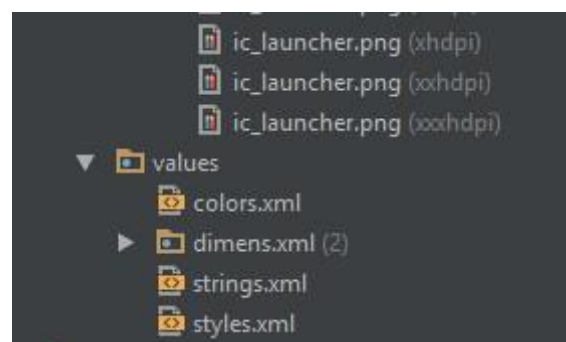 ic_launcher.png (xhdpi)
ic_launcher.png (xxhdpi)
ic_launcher.png (xxxhdpi)
values
colors.xml
dimens.xml (2)
strings.xml
styles.xml